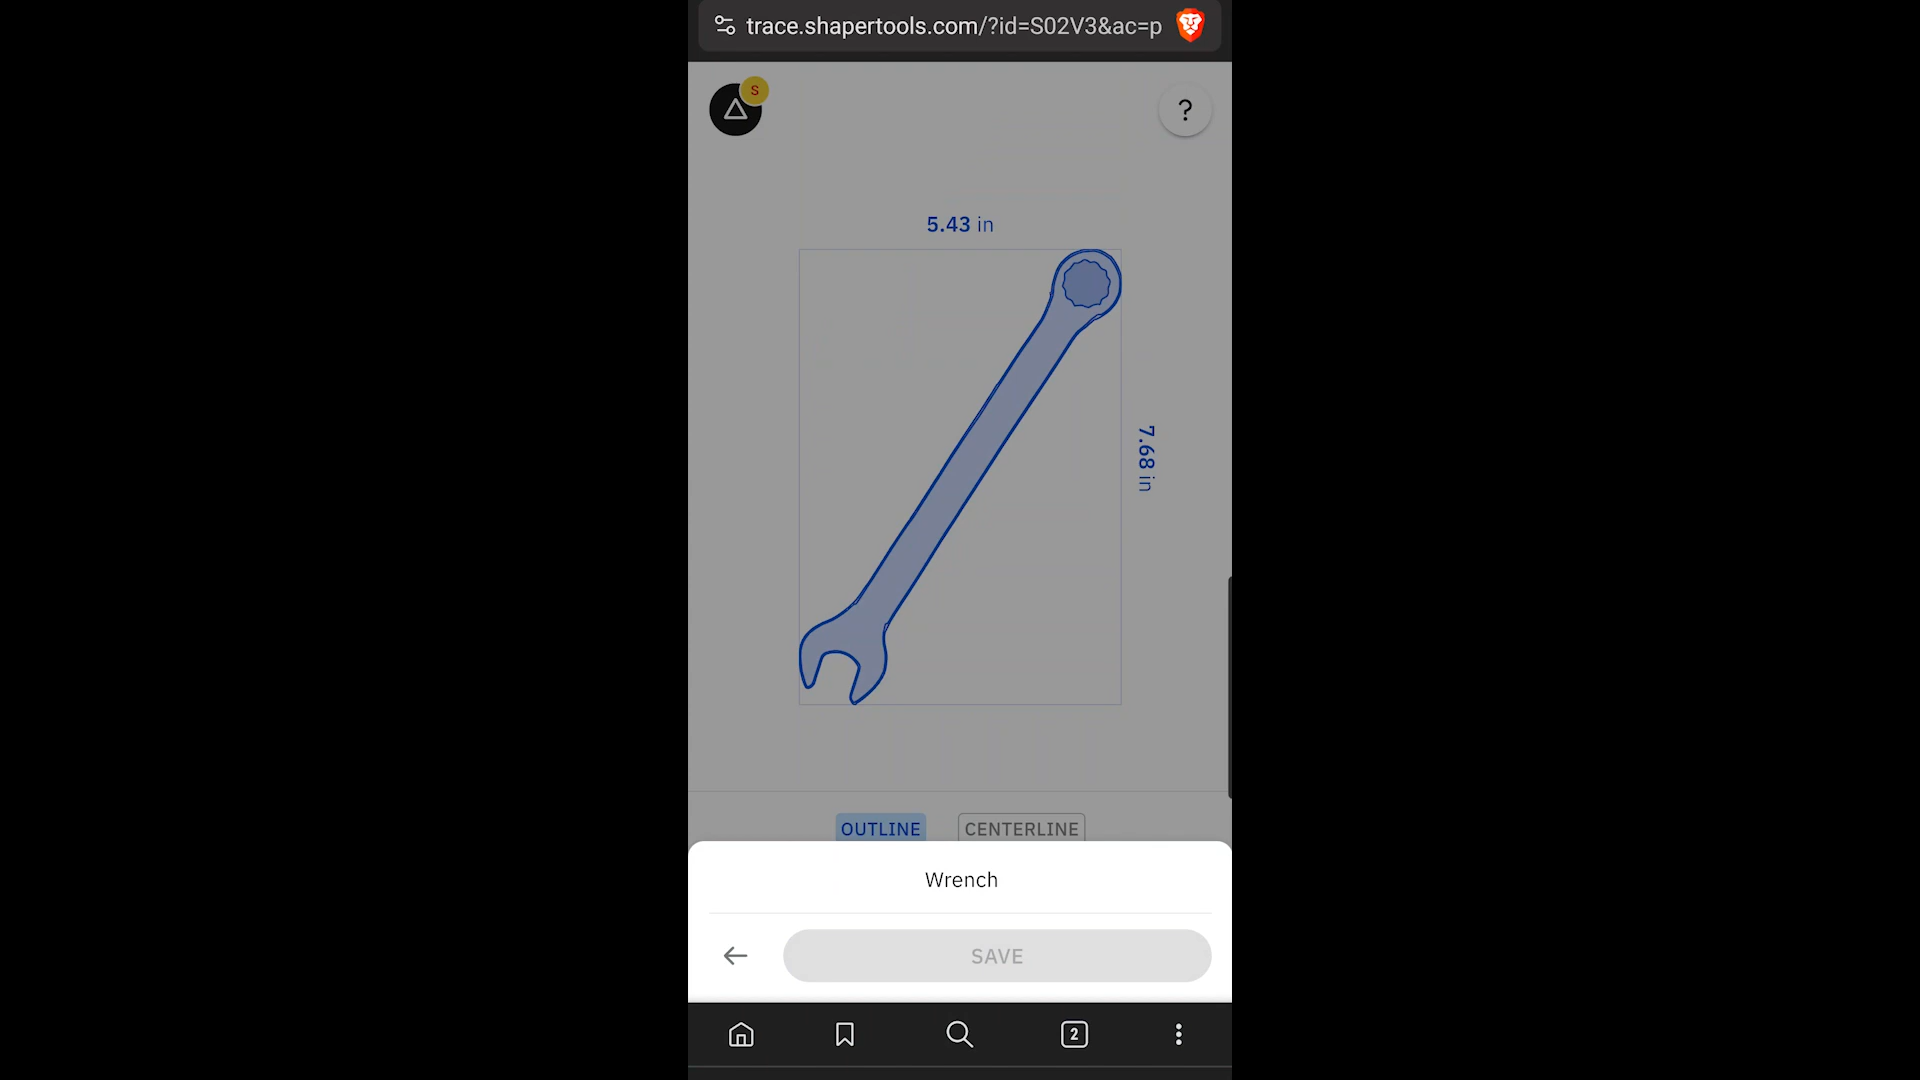 trace.shapertools.com/?id=S02V3&ac=p
S
?
5.43 in
7.68 in
OUTLINE
CENTERLINE
Wrench
SAVE
2